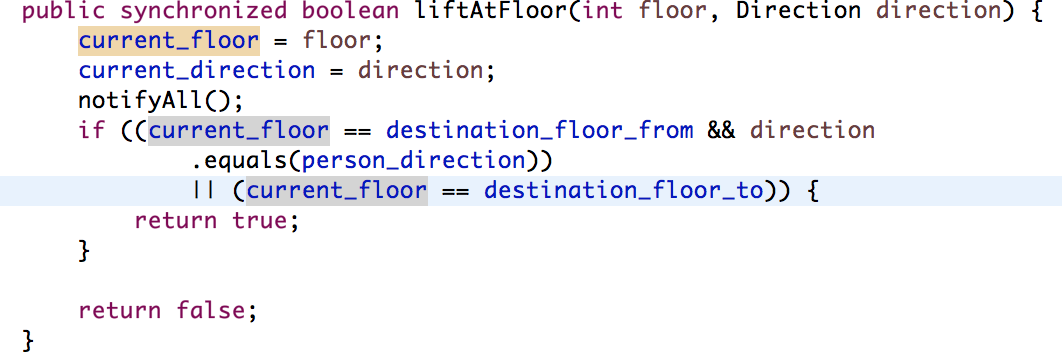 public synchronized boolean liftAtFloor(int floor, Direction direction) {
    current_floor = floor;
    current_direction = direction;
    notifyAll();
    if ((current_floor == destination_floor_from && direction
            .equals(person_direction))
            || (current_floor == destination_floor_to)) {
        return true;
    }

    return false;
}